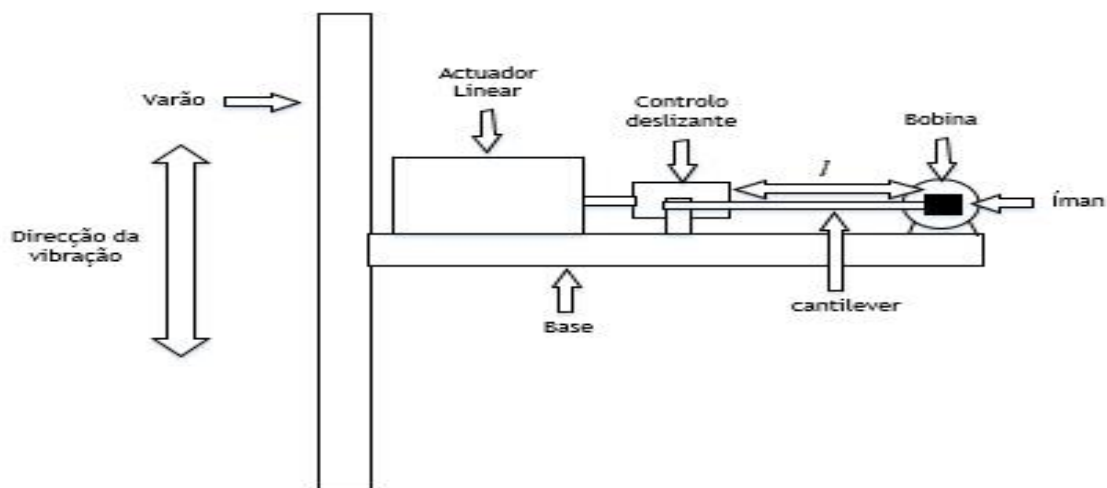 Actuador
Linear
Varão
Controlo
deslizante
Bobina
l
Íman
Direcção da
vibração
cantilever
Base